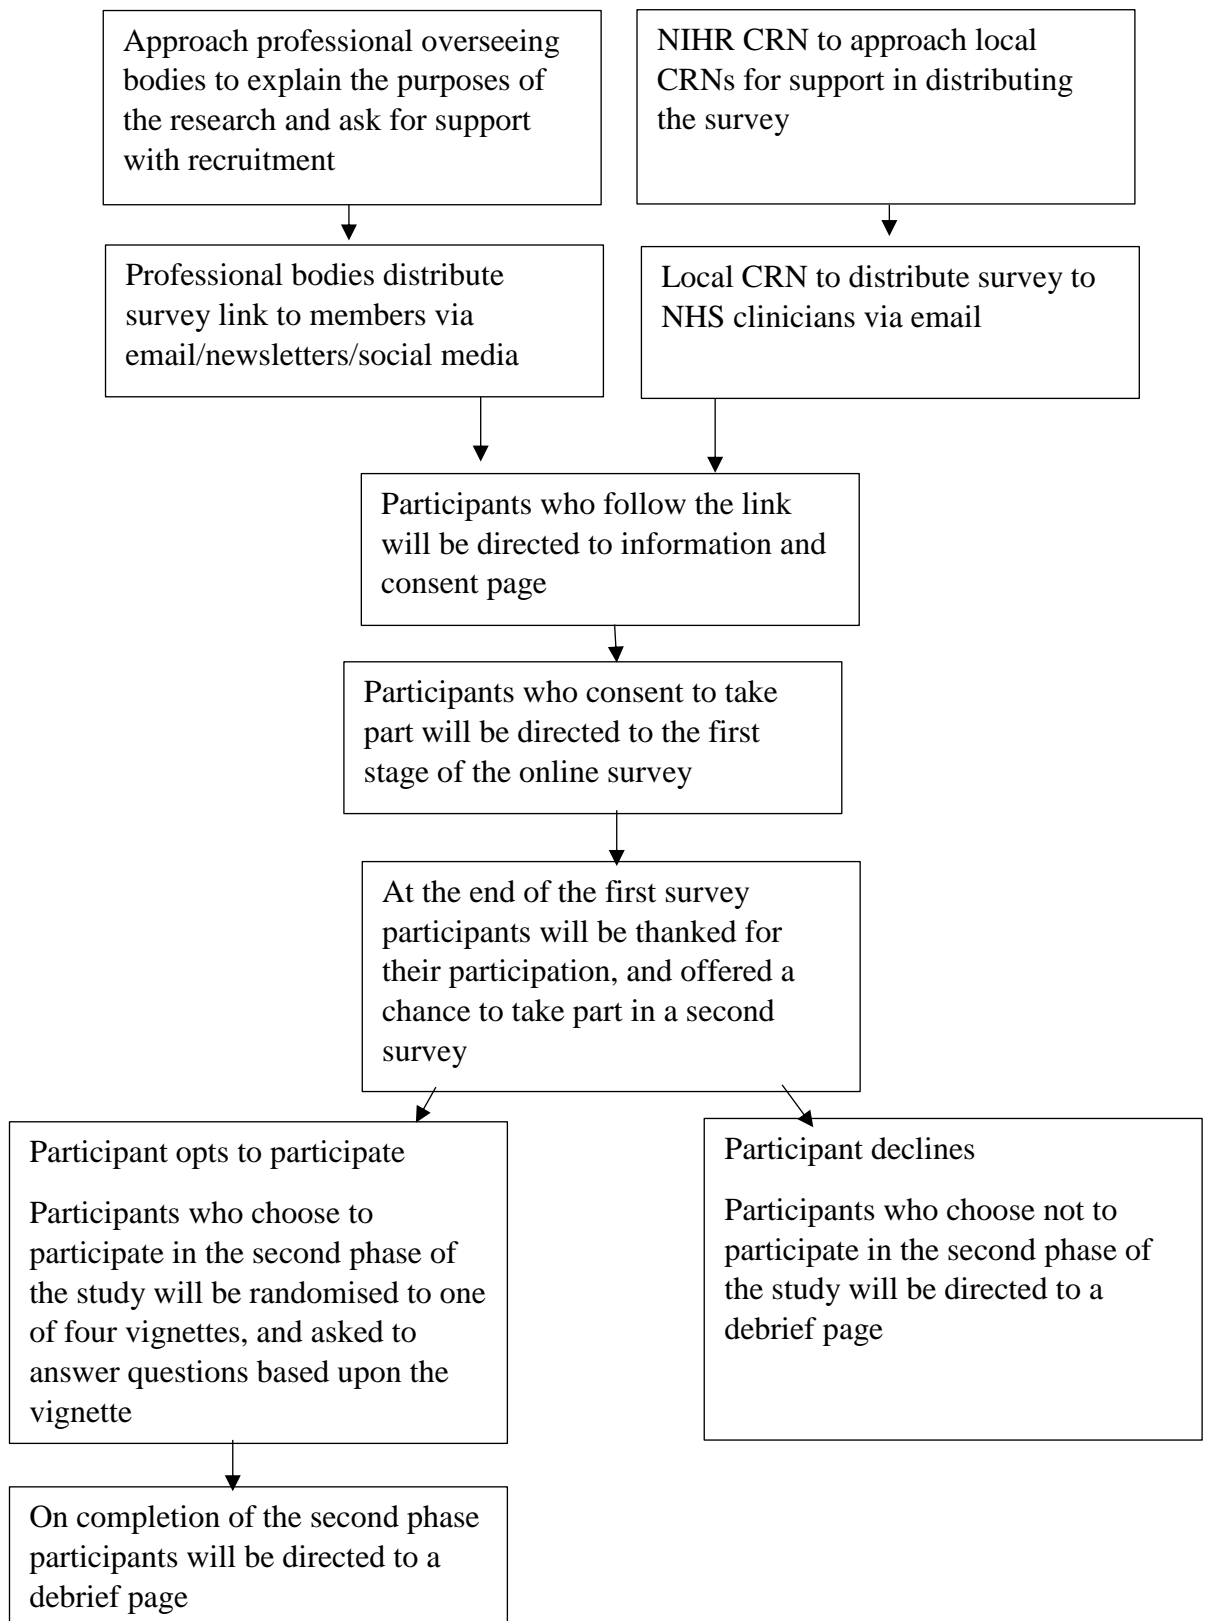 Approach professional overseeing
bodies to explain the purposes of
the research and ask for support
with recruitment
NIHR CRN to approach local
CRNs for support in distributing
the survey
Professional bodies distribute
survey link to members via
email/newsletters/social media
Local CRN to distribute survey to
NHS clinicians via email
Participants who follow the link
will be directed to information and
consent page
Participants who consent to take
part will be directed to the first
stage of the online survey
At the end of the first survey
participants will be thanked for
their participation, and offered a
chance to take part in a second
survey
Participant opts to participate
Participants who choose to
participate in the second phase of
the study will be randomised to one
of four vignettes, and asked to
answer questions based upon the
vignette
Participant declines
Participants who choose not to
participate in the second phase of
the study will be directed to a
debrief page
On completion of the second phase
participants will be directed to a
debrief page